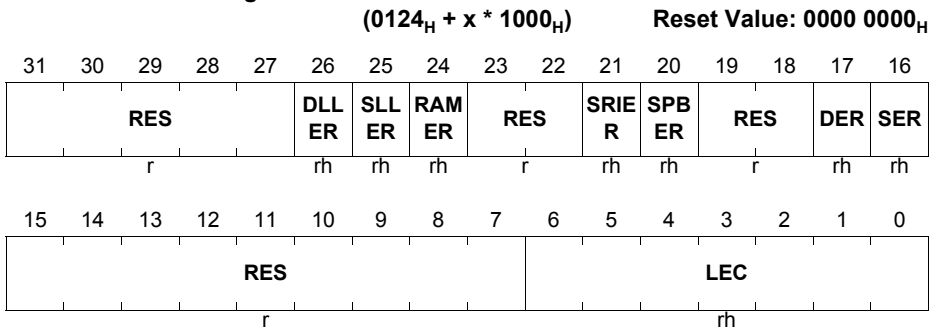 (0124H + x * 1000H) Reset Value: 0000 0000H
31 30 29 28 27 26 25 24 23 22 21 20 19 18 17 16
RES DLL ER SLL ER RAM ER RES SRIE R SPB ER RES DER SER
r rh rh rh r rh rh r rh rh
15 14 13 12 11 10 9 8 7 6 5 4 3 2 1 0
RES LEC
r rh